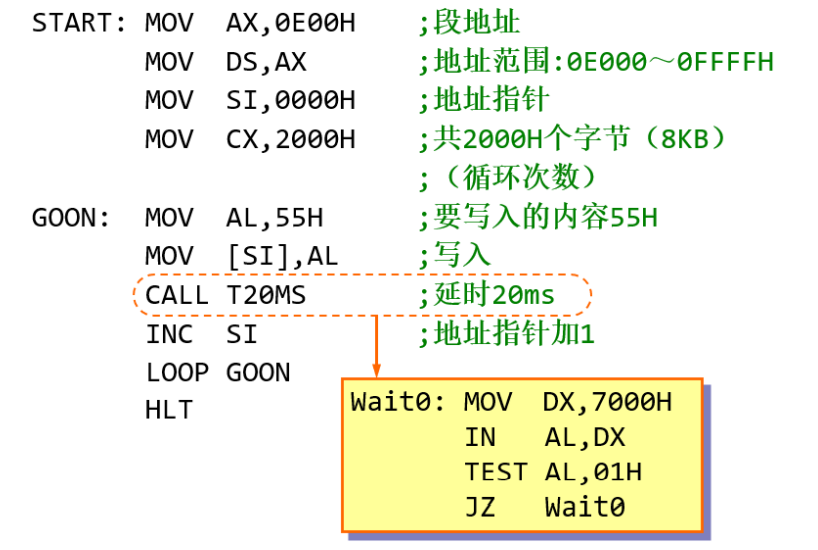 START: MOV AX,0E00H ;段地址
MOV DS,AX ;地址范围:0E000～0FFFFH
MOV SI,0000H ;地址指针
MOV CX,2000H ;共2000H个字节（8KB）
;（循环次数）
GOON: MOV AL,55H ;要写入的内容55H
MOV [SI],AL ;写入
CALL T20MS ;延时20ms
INC SI ;地址指针加1
LOOP GOON
HLT
Wait0: MOV DX,7000H
IN AL,DX
TEST AL,01H
JZ Wait0